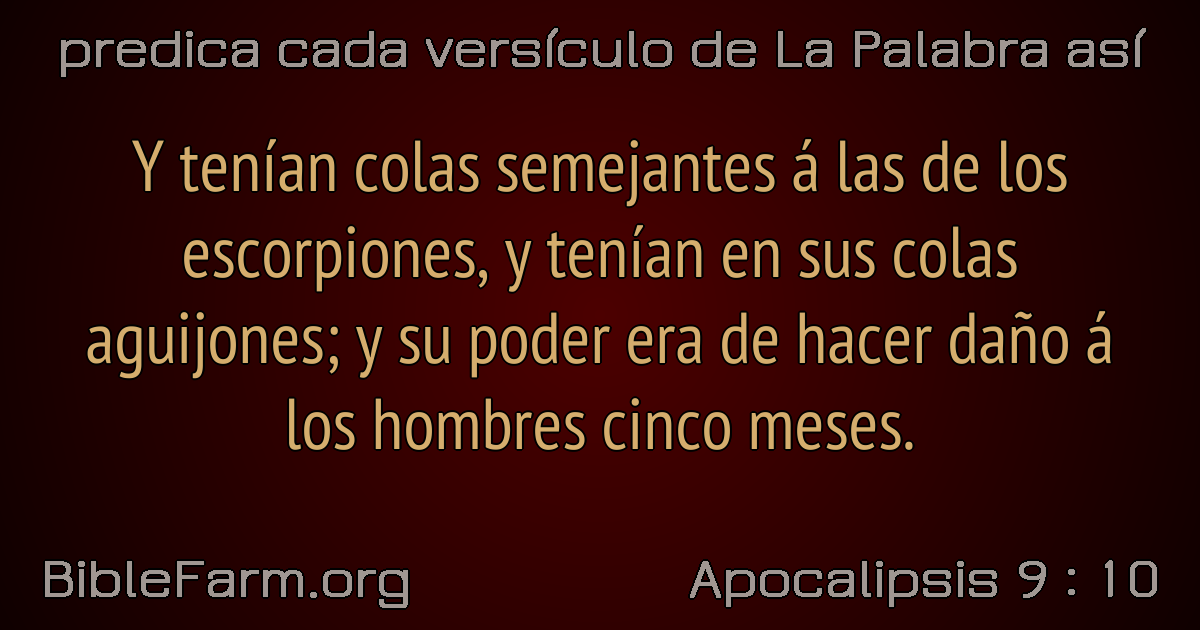 predica cada versículo de La Palabra así
Y tenían colas semejantes á las de los
escorpiones, y tenían en sus colas
aguijones; y su poder era de hacer daño á
los hombres cinco meses.
BibleFarm.org
Apocalipsis 9 : 10